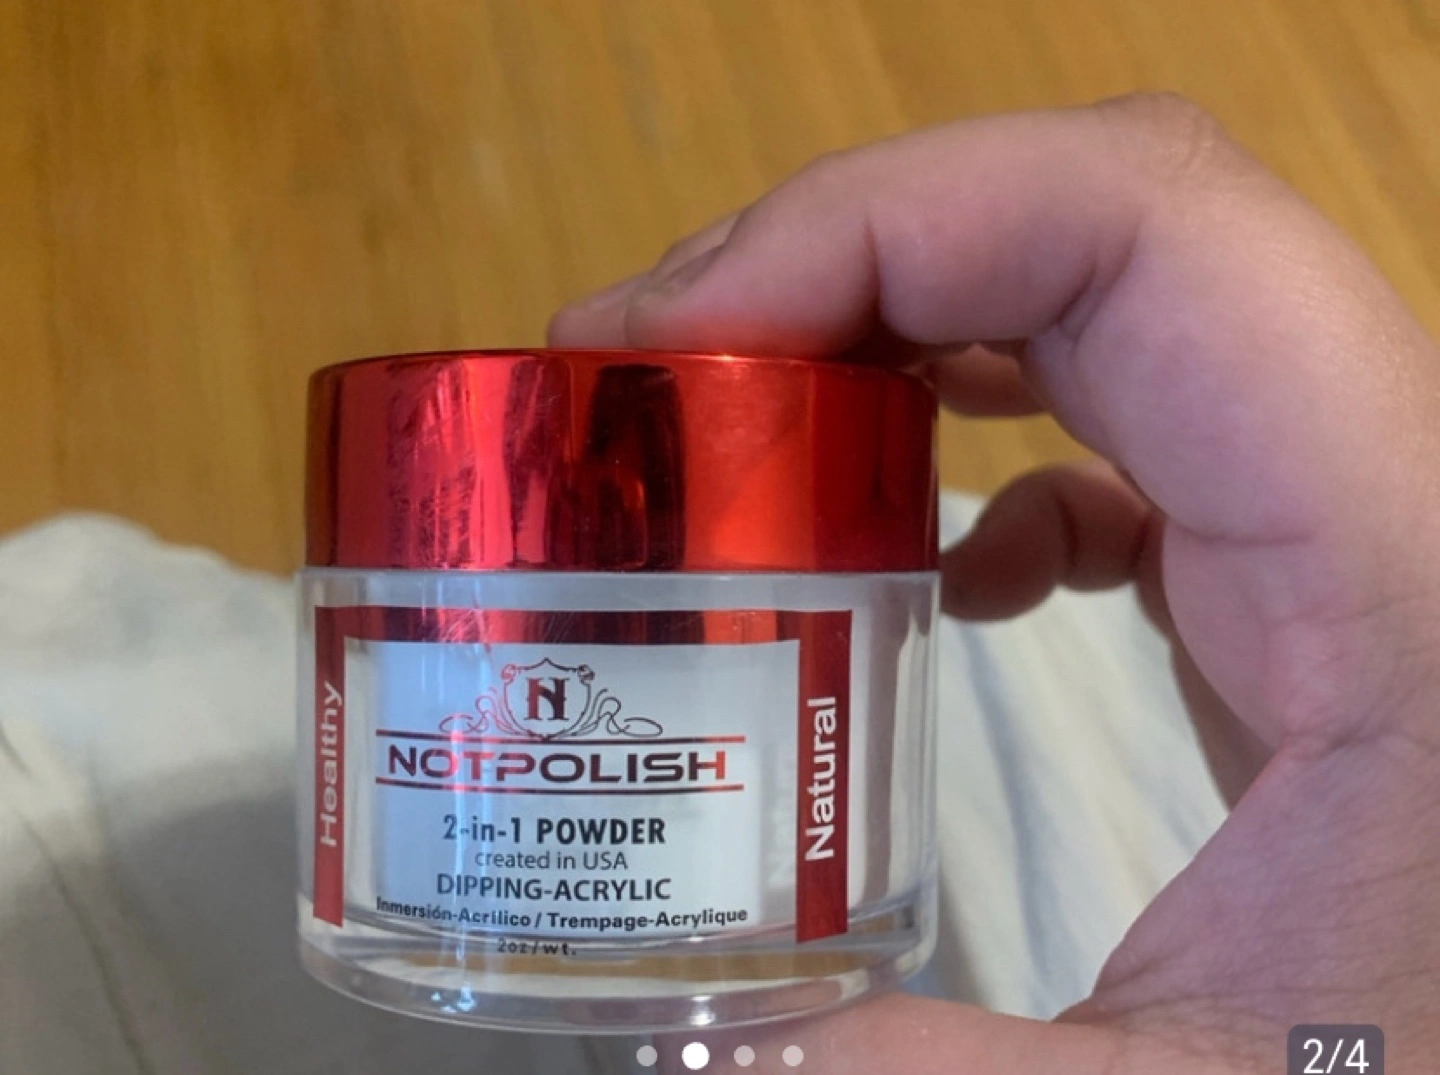 N
NOTPOLISH
2-in-1 POWDER
created in USA
DIPPING-ACRYLIC
Inmersión-Acrílico / Trempage-Acrylique
2oz/wt.
Healthy
Natural
2/4